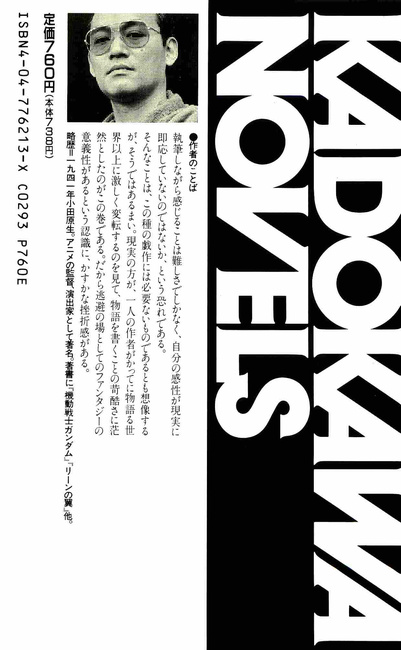 KADOKAWA
NOVELS
●作者のことば
執筆しながら感じることは難しさでしかなく、自分の感性が現実に
即応していないのではないか、という恐れである。
そんなことは、この種の戯作には必要ないものであるとも想像する
が、そうではあるまい。現実の方が、一人の作者がかってに物語る世
界以上に激しく変転するのを見て、物語を書くことの苛酷さに茫
然としたのがこの巻である。だから逃避の場としてのファンタジーの
意義性があるという認識に、かすかな挫折感がある。
略歴=一九四一年小田原生。アニメの監督、演出家として著名。著書に『機動戦士ガンダム』、『リーンの翼』他。
定価760円(本体738円)
ISBN4-04-776213-X C0293 P760E